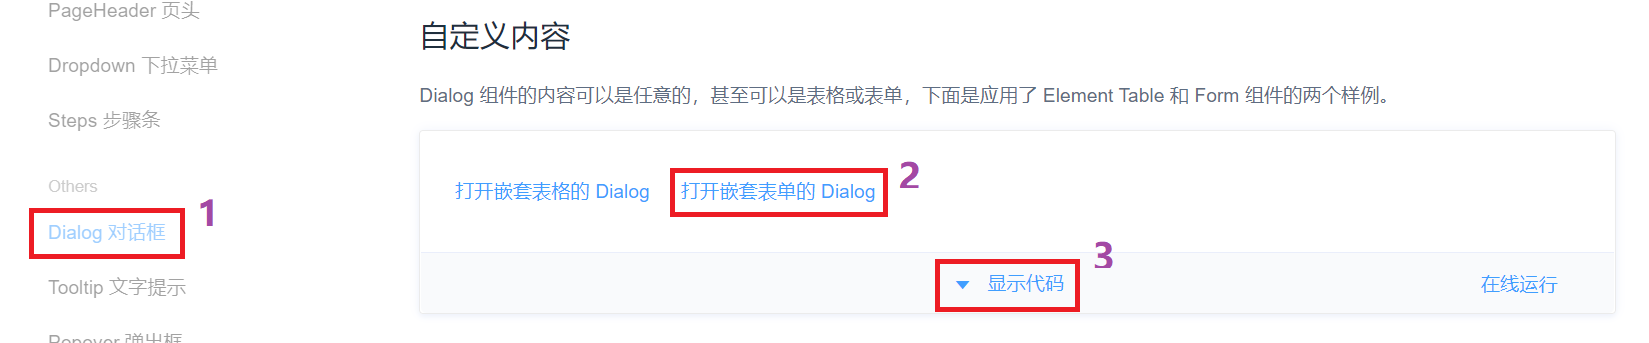 PageHeader 页头
Dropdown 下拉菜单
Steps 步骤条
Others
Dialog 对话框
1
Tooltip 文字提示
Popover 弹出框
自定义内容
Dialog 组件的内容可以是任意的，甚至可以是表格或表单，下面是应用了 Element Table 和 Form 组件的两个样例。
打开嵌套表格的 Dialog 打开嵌套表单的 Dialog 2
显示代码 3
在线运行